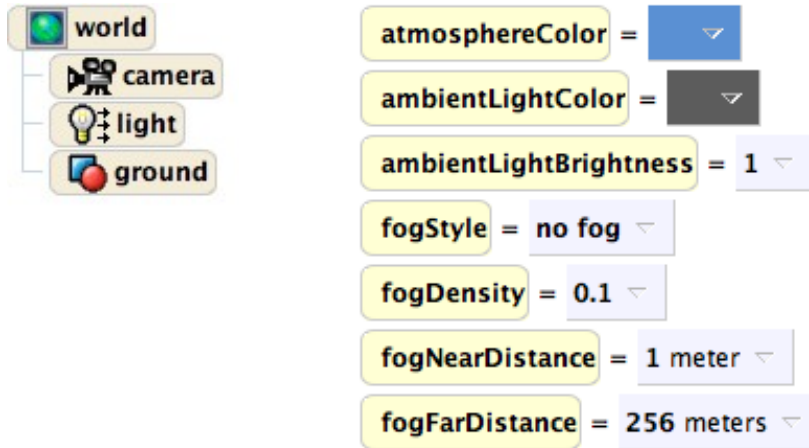 world
camera
light
ground
atmosphereColor =
ambientLightColor =
ambientLightBrightness = 1
fogStyle = no fog
fogDensity = 0.1
fogNearDistance = 1 meter
fogFarDistance = 256 meters